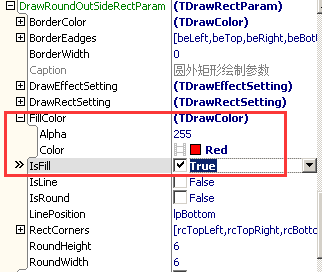 DrawRoundOutSideRectParam (TDrawRectParam)
BorderColor (TDrawColor)
BorderEadges [beLeft,beTop,beRight,beBott
BorderWidth 0
Caption 圆外矩形绘制参数
DrawEffectSetting (TDrawEffectSetting)
DrawRectSetting (TDrawRectSetting)
FillColor (TDrawColor)
Alpha 255
Color Red
IsFill True
IsLine False
IsRound False
LinePosition lpBottom
RectCorners [rcTopLeft,rcTopRight,rcBotto
RoundHeight 6
RoundWidth 6